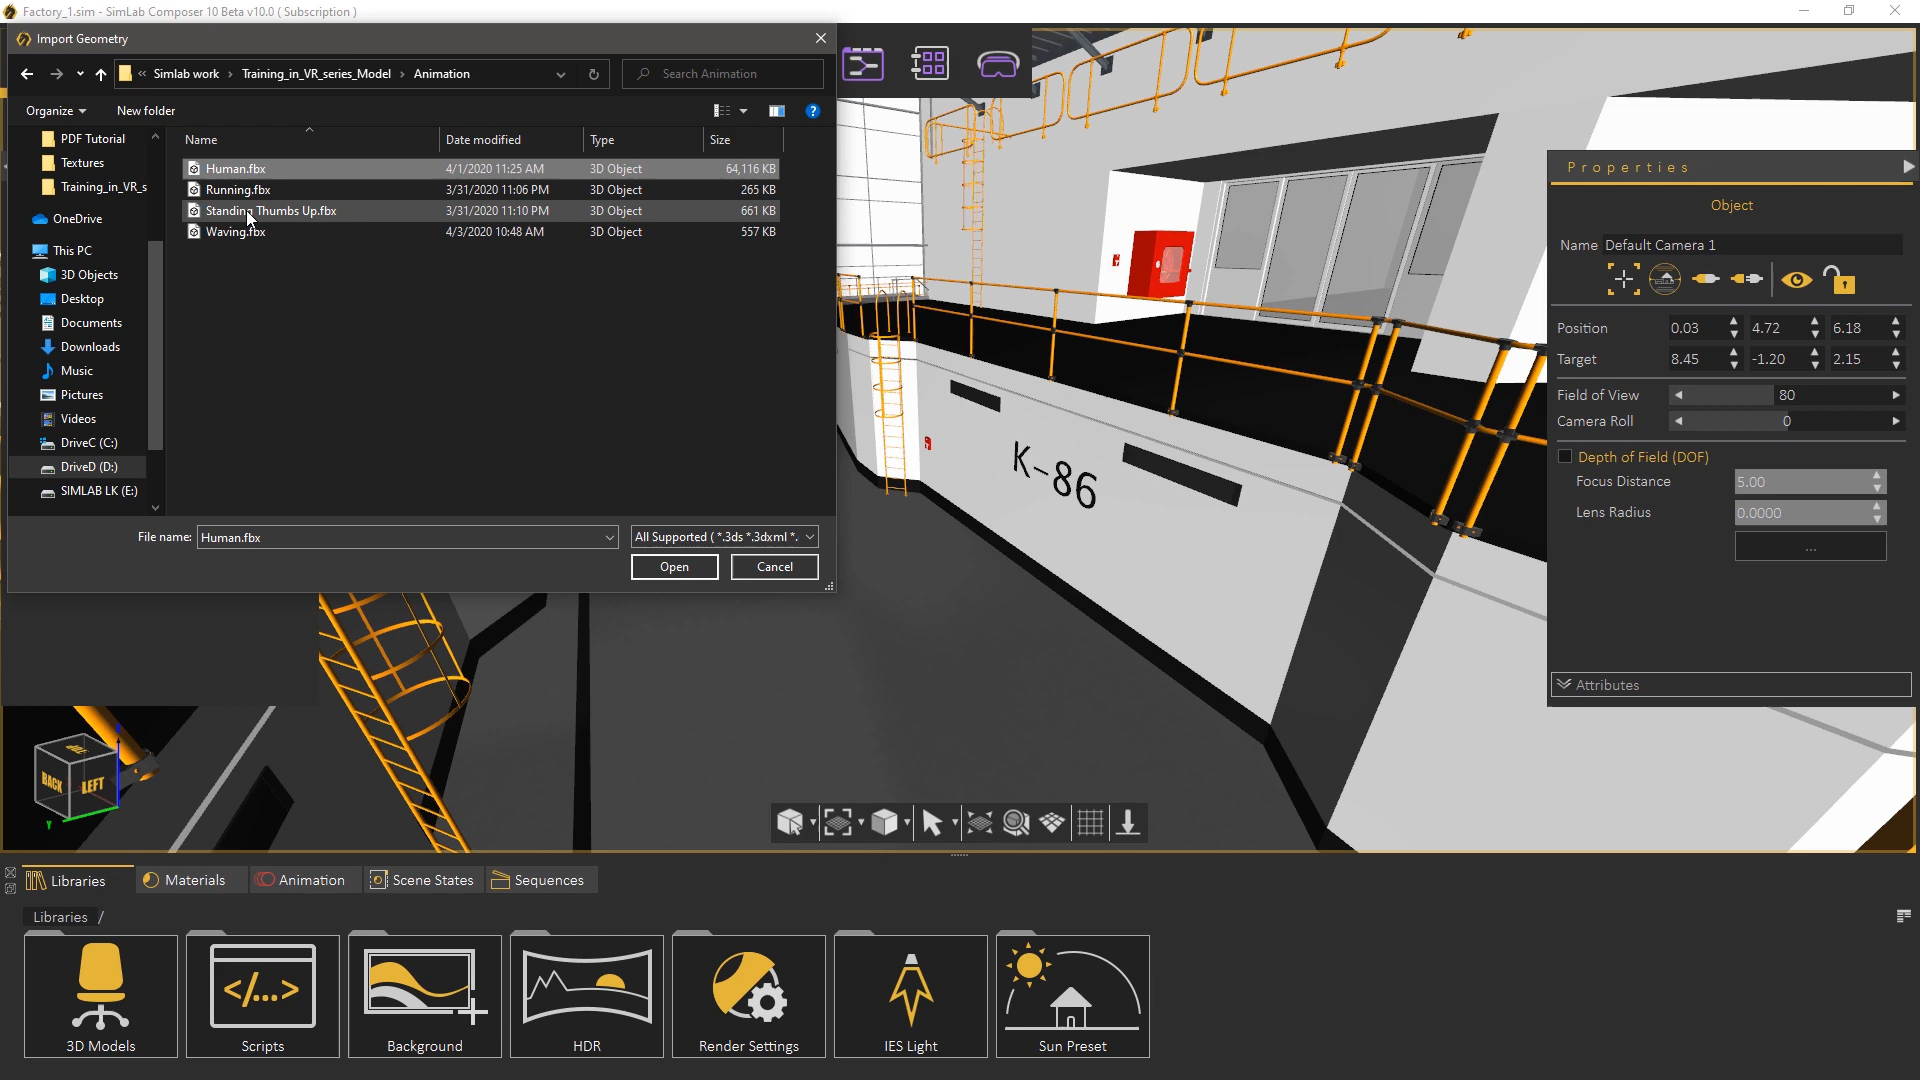 Factory_1.sim - SimLab Composer 10 Beta v10.0 ( Subscription )
Import Geometry
« Simlab work › Training_in_VR_series_Model › Animation
Search Animation
Organize
New folder
PDF Tutorial
Textures
Training_in_VR_s
OneDrive
This PC
3D Objects
Desktop
Documents
Downloads
Music
Pictures
Videos
DriveC (C:)
DriveD (D:)
SIMLAB LK (E:)
Name Date modified Type Size
Human.fbx 4/1/2020 11:25 AM 3D Object 64,116 KB
Running.fbx 3/31/2020 11:06 PM 3D Object 265 KB
Standing Thumbs Up.fbx 3/31/2020 11:10 PM 3D Object 661 KB
Waving.fbx 4/3/2020 10:48 AM 3D Object 557 KB
File name: Human.fbx
All Supported ( *.3ds *.3dxml *.
Open
Cancel
K-86
Properties
Object
Name Default Camera 1
Position 0.03 4.72 6.18
Target 8.45 -1.20 2.15
Field of View 80
Camera Roll 0
Depth of Field (DOF)
Focus Distance 5.00
Lens Radius 0.0000
...
Attributes
BACK
LEFT
Y
Libraries
Materials
Animation
Scene States
Sequences
Libraries /
</...>
3D Models
Scripts
Background
HDR
Render Settings
IES Light
Sun Preset